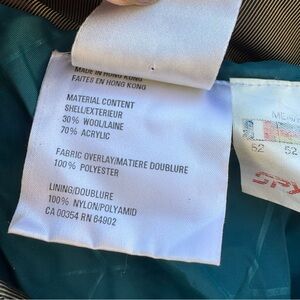 MADE IN HONG KONG
FAITES EN HONG KONG
MATERIAL CONTENT
SHELL/EXTERIEUR
30% WOOL/LAINE
70% ACRYLIC
FABRIC OVERLAY/MATIERE DOUBLURE
100% POLYESTER
LINING/DOUBLURE
100% NYLON/POLYAMID
CA 00354 RN 64902
52
52